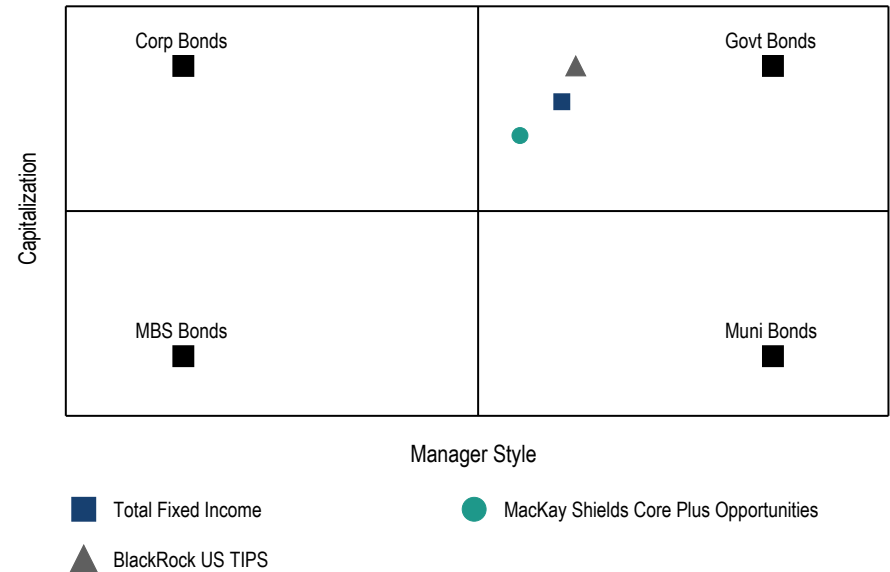 Corp Bonds
Govt Bonds
Capitalization
MBS Bonds
Muni Bonds
Manager Style
Total Fixed Income
MacKay Shields Core Plus Opportunities
BlackRock US TIPS